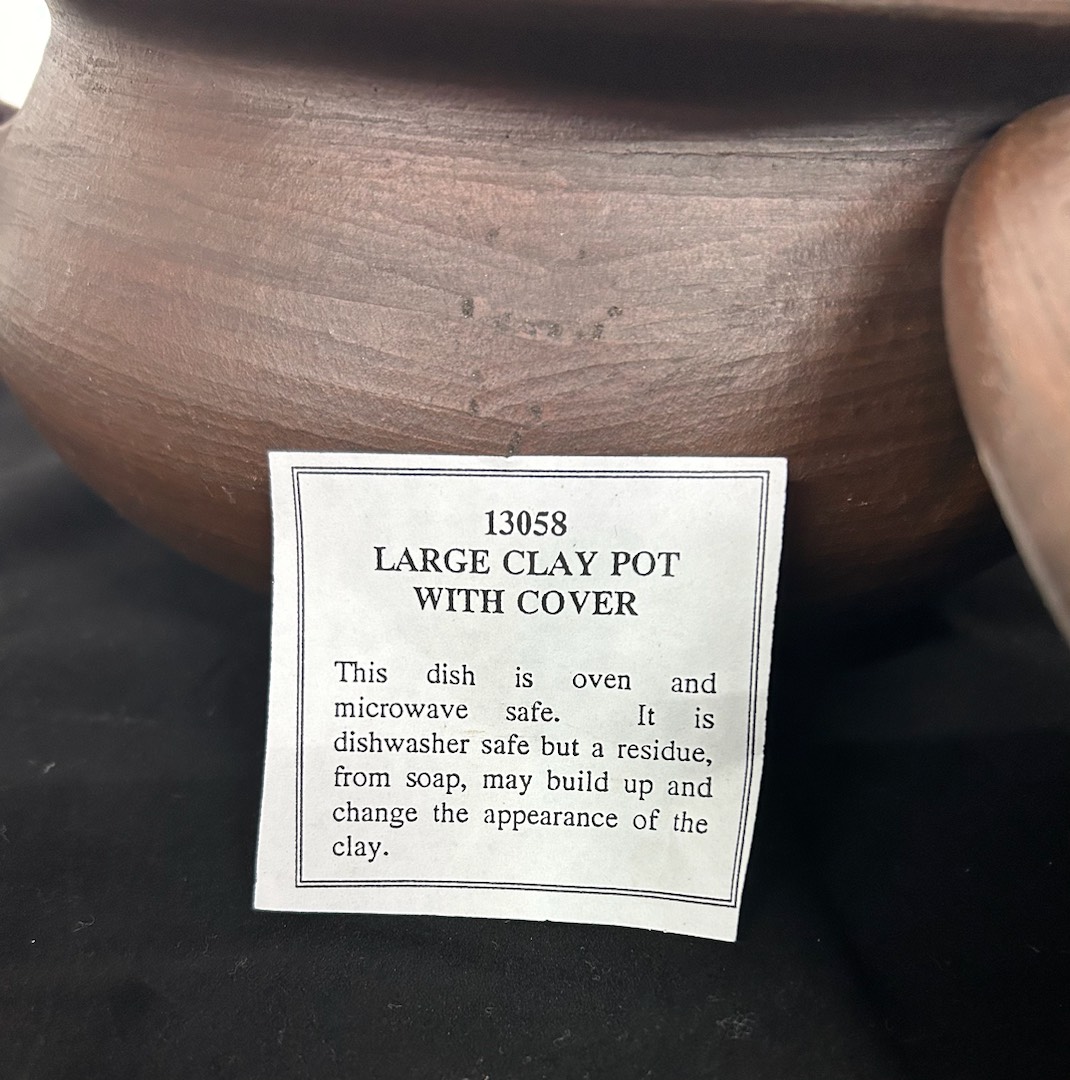 13058
LARGE CLAY POT
WITH COVER
This dish is oven and
microwave safe. It is
dishwasher safe but a residue,
from soap, may build up and
change the appearance of the
clay.